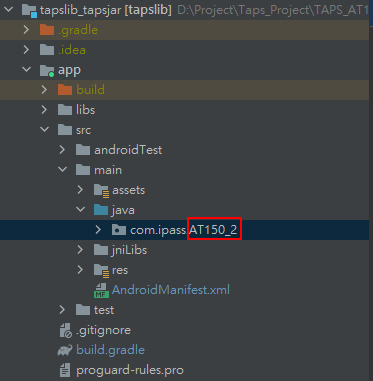 tapslib_tapsjar [tapslib] D:\Project\Taps_Project\TAPS_AT1
.gradle
.idea
app
build
libs
src
androidTest
main
assets
java
com.ipass.AT150_2
jniLibs
res
AndroidManifest.xml
test
.gitignore
build.gradle
proguard-rules.pro